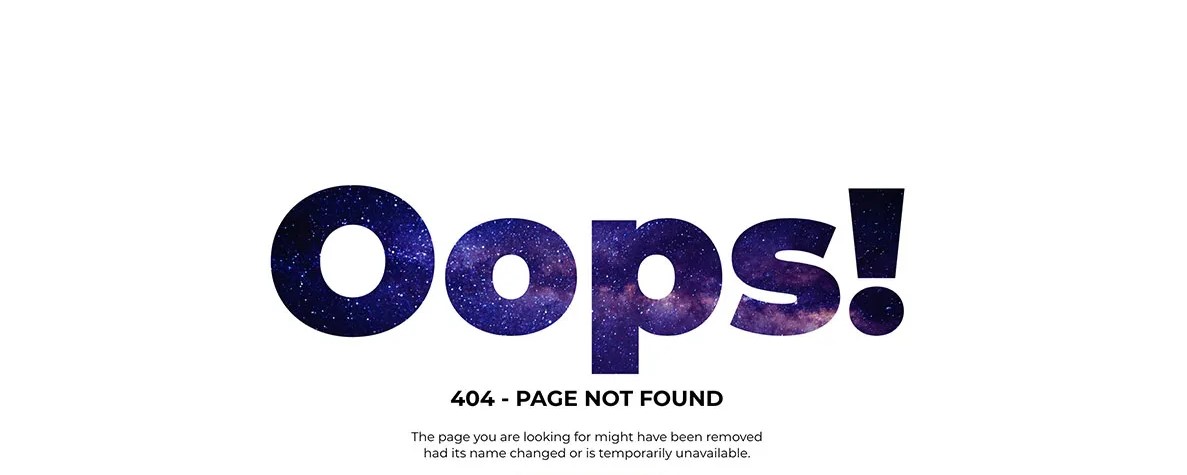 Oops!
404 - PAGE NOT FOUND
The page you are looking for might have been removed
had its name changed or is temporarily unavailable.